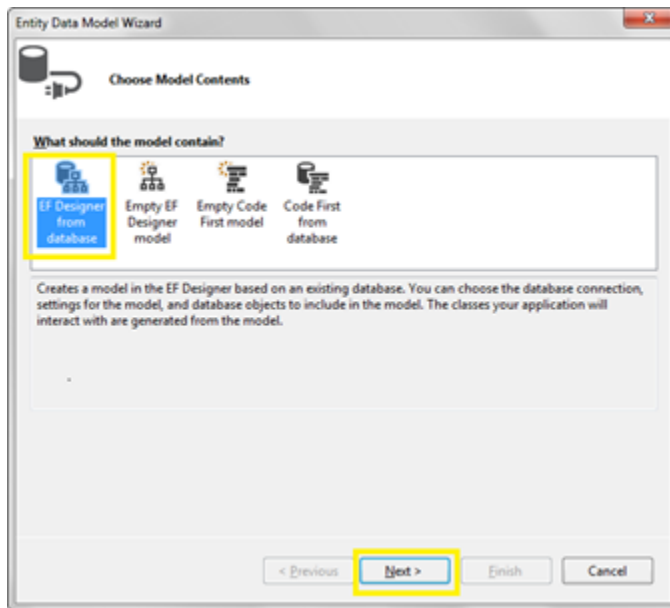 Entity Data Model Wizard
Choose Model Contents
What should the model contain?
EF Designer
from
database
Empty EF
Designer
model
Empty Code
First model
Code First
from
database
Creates a model in the EF Designer based on an existing database. You can choose the database connection,
settings for the model, and database objects to include in the model. The classes your application will
interact with are generated from the model.
< Previous
Next >
Finish
Cancel